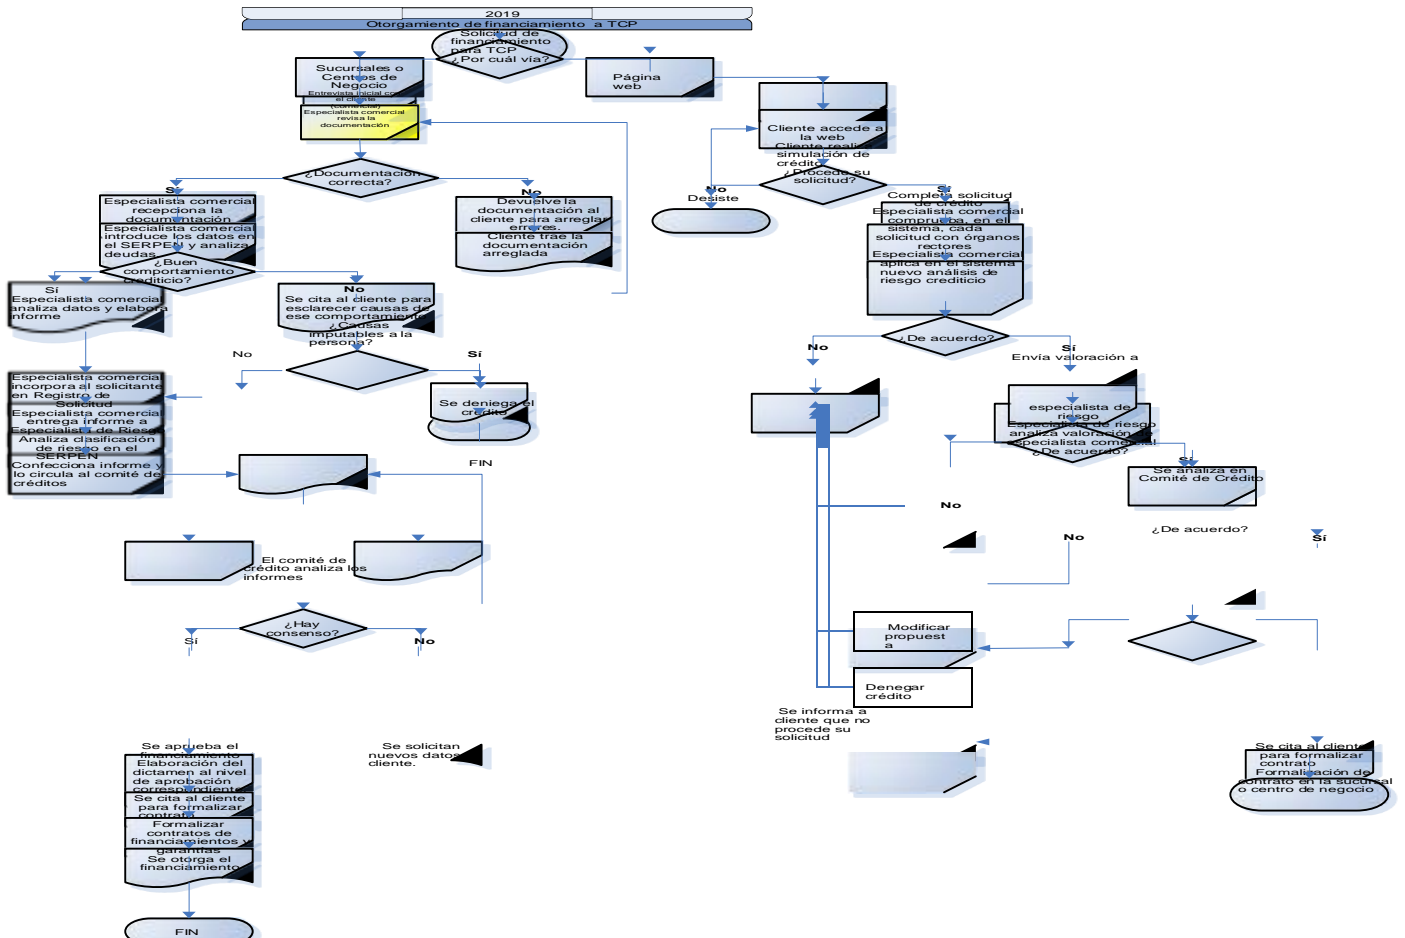 2019
Otorgamiento de financiamiento a TCP
Solicitud de
financiamiento
para TCP
¿Por cuál vía?
Sucursales o
Centros de
Negocio
Entrevista inicial con
el cliente
(comercial)
Especialista comercial
revisa la
documentación
Página
web
Cliente accede a
la web
Cliente realiza
simulación de
crédito
¿Procede su
solicitud?
No
Desiste
Sí
Completa solicitud
de crédito
Especialista comercial
comprueba, en el
sistema, cada
solicitud con órganos
rectores
Especialista comercial
aplica en el sistema
nuevo análisis de
riesgo crediticio
¿Documentación
correcta?
Sí
Especialista comercial
recepciona la
documentación
Especialista comercial
introduce los datos en
el SERPEN y analiza
deudas
No
Devuelve la
documentación al
cliente para arreglar
errores.
Cliente trae la
documentación
arreglada
¿Buen
comportamiento
crediticio?
Sí
Especialista comercial
analiza datos y elabora
informe
No
Se cita al cliente para
esclarecer causas de
ese comportamiento
¿Causas
imputables a la
persona?
No
Sí
Se deniega el
crédito
FIN
Especialista comercial
incorpora al solicitante
en Registro de
Solicitud
Especialista comercial
entrega informe a
Especialista de Riesgo
Analiza clasificación
de riesgo en el
SERPEN
Confecciona informe y
lo circula al comité de
créditos
El comité de
crédito analiza los
informes
¿Hay
consenso?
Sí
No
Se aprueba el
financiamiento
Elaboración del
dictamen al nivel
de aprobación
correspondiente
Se cita al cliente
para formalizar
contrato
Formalizar
contratos de
financiamientos y
garantías
Se otorga el
financiamiento
FIN
Se solicitan
nuevos datos
cliente.
¿De acuerdo?
No
Sí
Envía valoración a
especialista de
riesgo
Especialista de riesgo
analiza valoración de
especialista comercial
¿De acuerdo?
Sí
Se analiza en
Comité de Crédito
No
¿De acuerdo?
No
Sí
Modificar
propuest
a
Denegar
crédito
Se informa a
cliente que no
procede su
solicitud
Se cita al cliente
para formalizar
contrato
Formalización de
contrato en la sucursal
o centro de negocio